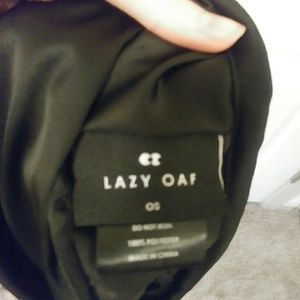 LAZY OAF
OS
DO NOT IRON
100% POLYESTER
MADE IN CHINA